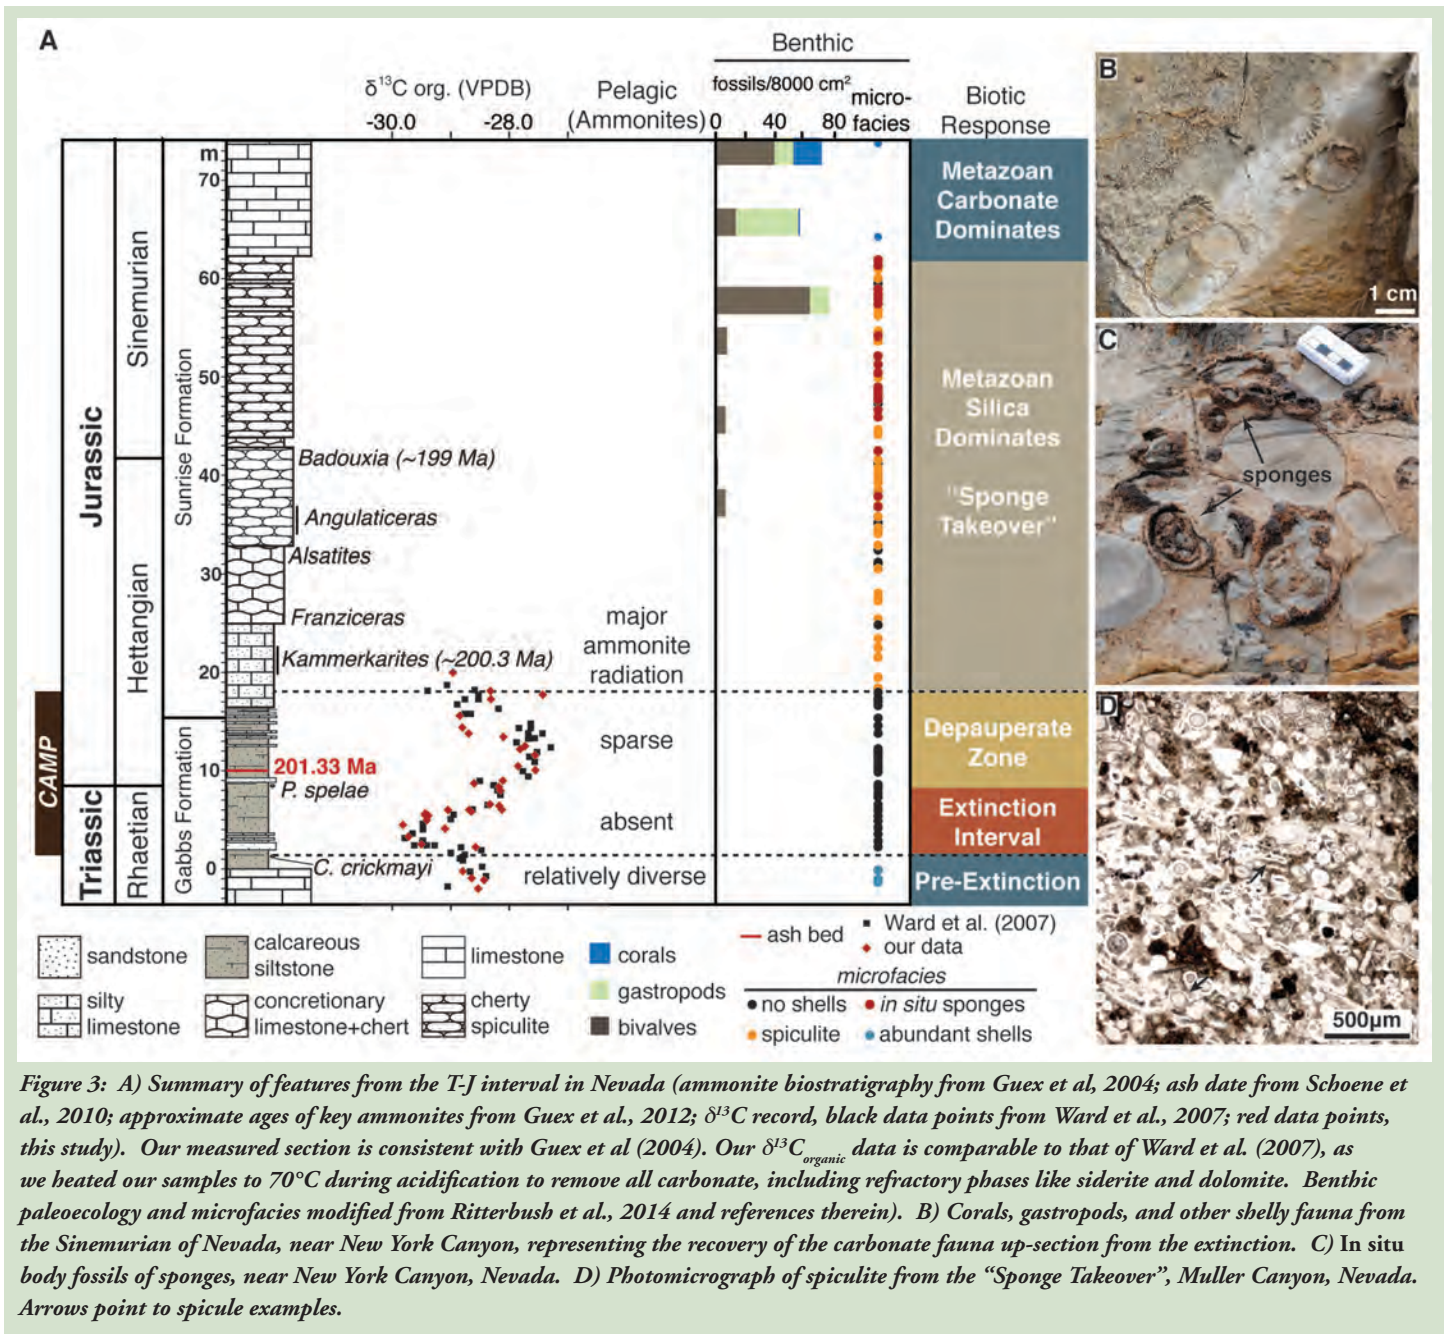 A
Benthic
δ¹³C org. (VPDB)
-30.0
-28.0
Pelagic
(Ammonites)
fossils/8000 cm²
0
40
80
micro-
facies
Biotic
Response
m
70
60
50
40
30
20
10
0
CAMP
Jurassic
Triassic
Sinemurian
Hettangian
Rhaetian
Sunrise Formation
Gabbs Formation
Badouxia (~199 Ma)
Angulaticeras
Alsatites
Franziceras
Kammerkarites (~200.3 Ma)
201.33 Ma
P. spelae
C. crickmayi
major
ammonite
radiation
sparse
absent
relatively diverse
Metazoan
Carbonate
Dominates
Metazoan
Silica
Dominates
"Sponge
Takeover"
Depauperate
Zone
Extinction
Interval
Pre-Extinction
B
1 cm
C
sponges
D
500µm
sandstone
calcareous
siltstone
limestone
silty
limestone
concretionary
limestone+chert
cherty
spiculite
corals
gastropods
bivalves
ash bed
Ward et al. (2007)
our data
microfacies
no shells
in situ sponges
spiculite
abundant shells
Figure 3: A) Summary of features from the T-J interval in Nevada (ammonite biostratigraphy from Guex et al, 2004; ash date from Schoene et
al., 2010; approximate ages of key ammonites from Guex et al., 2012; δ¹³C record, black data points from Ward et al., 2007; red data points,
this study). Our measured section is consistent with Guex et al (2004). Our δ¹³Corganic data is comparable to that of Ward et al. (2007), as
we heated our samples to 70°C during acidification to remove all carbonate, including refractory phases like siderite and dolomite. Benthic
paleoecology and microfacies modified from Ritterbush et al., 2014 and references therein). B) Corals, gastropods, and other shelly fauna from
the Sinemurian of Nevada, near New York Canyon, representing the recovery of the carbonate fauna up-section from the extinction. C) In situ
body fossils of sponges, near New York Canyon, Nevada. D) Photomicrograph of spiculite from the “Sponge Takeover”, Muller Canyon, Nevada.
Arrows point to spicule examples.